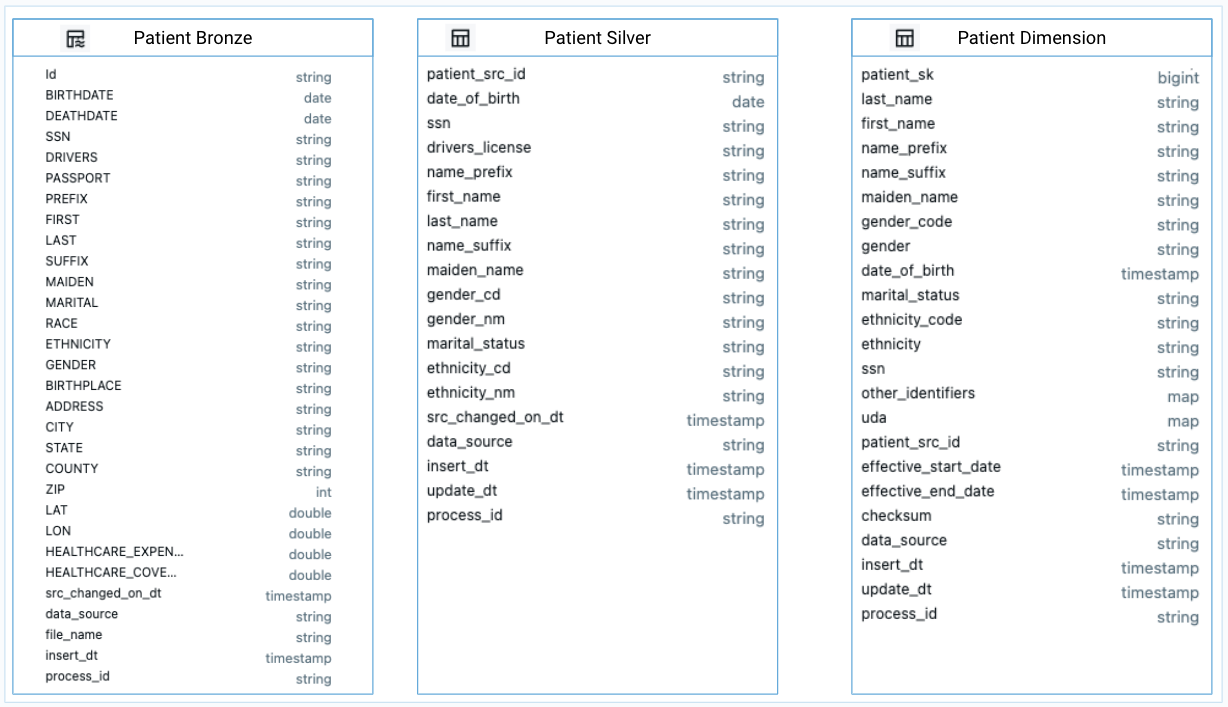 Patient Bronze
Id string
BIRTHDATE date
DEATHDATE date
SSN string
DRIVERS string
PASSPORT string
PREFIX string
FIRST string
LAST string
SUFFIX string
MAIDEN string
MARITAL string
RACE string
ETHNICITY string
GENDER string
BIRTHPLACE string
ADDRESS string
CITY string
STATE string
COUNTY string
ZIP int
LAT double
LON double
HEALTHCARE_EXPEN... double
HEALTHCARE_COVE... double
src_changed_on_dt timestamp
data_source string
file_name string
insert_dt timestamp
process_id string
Patient Silver
patient_src_id string
date_of_birth date
ssn string
drivers_license string
name_prefix string
first_name string
last_name string
name_suffix string
maiden_name string
gender_cd string
gender_nm string
marital_status string
ethnicity_cd string
ethnicity_nm string
src_changed_on_dt timestamp
data_source string
insert_dt timestamp
update_dt timestamp
process_id string
Patient Dimension
patient_sk bigint
last_name string
first_name string
name_prefix string
name_suffix string
maiden_name string
gender_code string
gender string
date_of_birth timestamp
marital_status string
ethnicity_code string
ethnicity string
ssn string
other_identifiers map
uda map
patient_src_id string
effective_start_date timestamp
effective_end_date timestamp
checksum string
data_source string
insert_dt timestamp
update_dt timestamp
process_id string